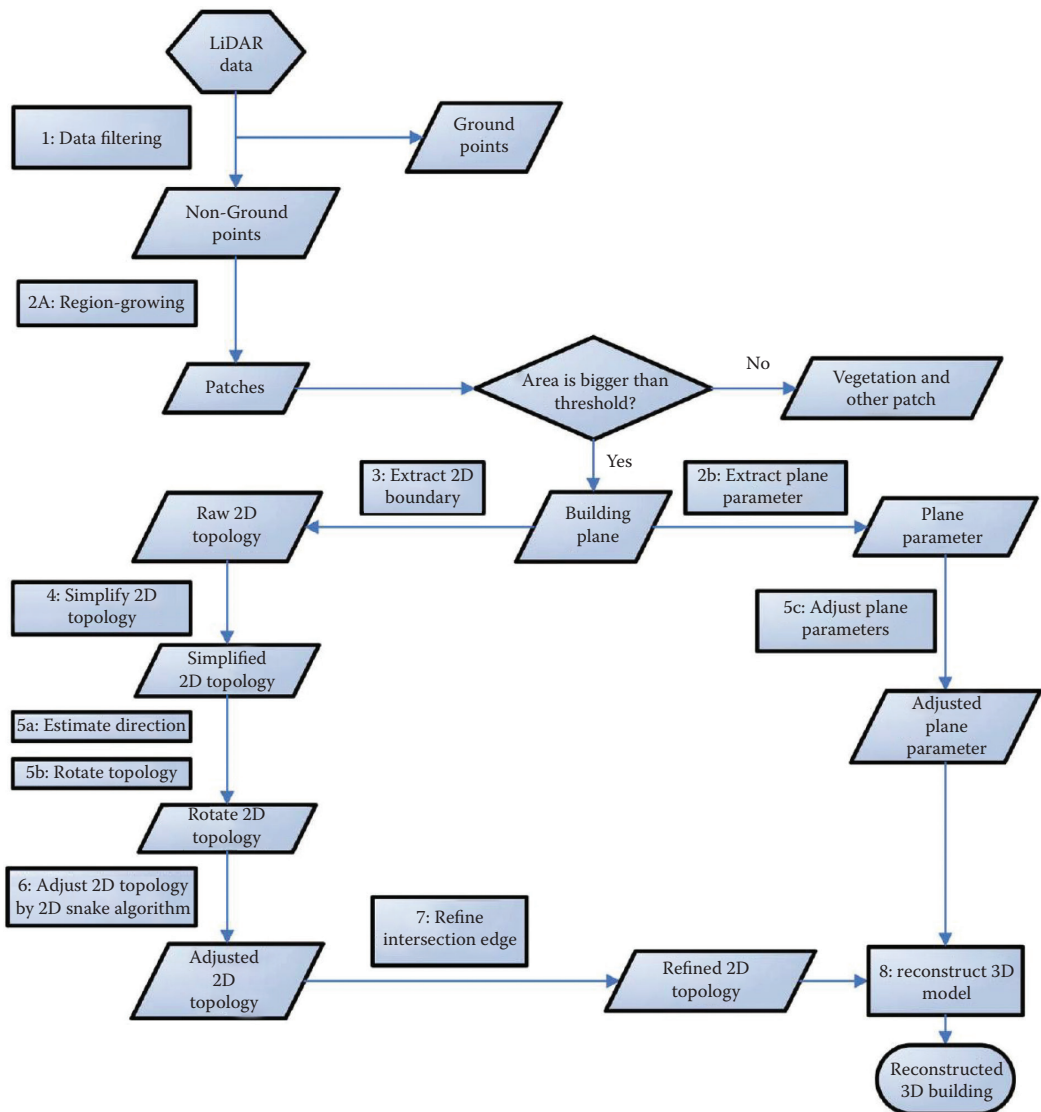 LiDAR
data
1: Data filtering
Ground
points
Non-Ground
points
2A: Region-growing
Patches
Area is bigger than
threshold?
No
Vegetation and
other patch
Yes
3: Extract 2D
boundary
2b: Extract plane
parameter
Raw 2D
topology
Building
plane
Plane
parameter
4: Simplify 2D
topology
5c: Adjust plane
parameters
Simplified
2D topology
5a: Estimate direction
5b: Rotate topology
Adjusted
plane
parameter
Rotate 2D
topology
6: Adjust 2D topology
by 2D snake algorithm
7: Refine
intersection edge
Adjusted
2D
topology
Refined 2D
topology
8: reconstruct 3D
model
Reconstructed
3D building